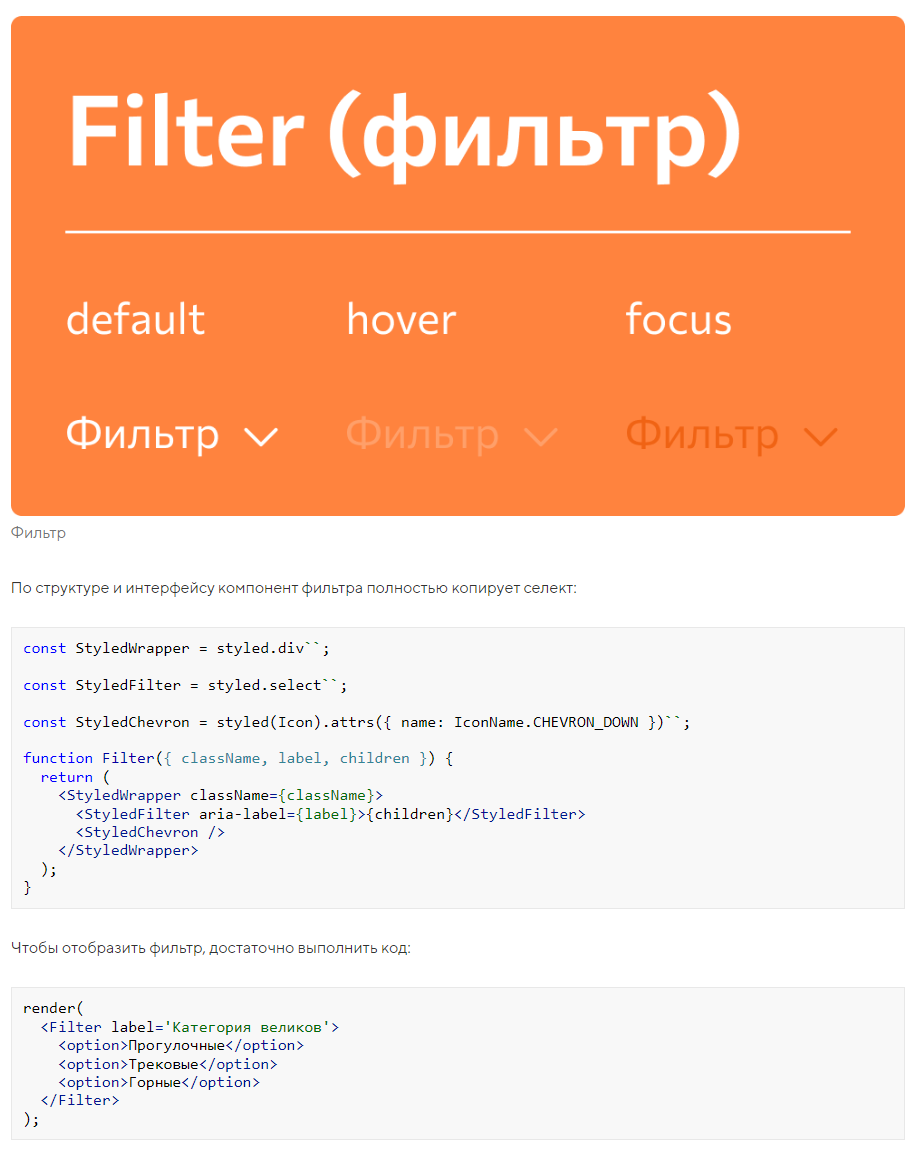 Filter (фильтр)
default hover focus
Фильтр Фильтр Фильтр
Фильтр
По структуре и интерфейсу компонент фильтра полностью копирует селект:
const StyledWrapper = styled.div``;
const StyledFilter = styled.select``;
const StyledChevron = styled(Icon).attrs({ name: IconName.CHEVRON_DOWN })``;
function Filter({ className, label, children }) {
  return (
    <StyledWrapper className={className}>
      <StyledFilter aria-label={label}>{children}</StyledFilter>
      <StyledChevron />
    </StyledWrapper>
  );
}
Чтобы отобразить фильтр, достаточно выполнить код:
render(
  <Filter label='Категория великов'>
    <option>Прогулочные</option>
    <option>Трековые</option>
    <option>Горные</option>
  </Filter>
);